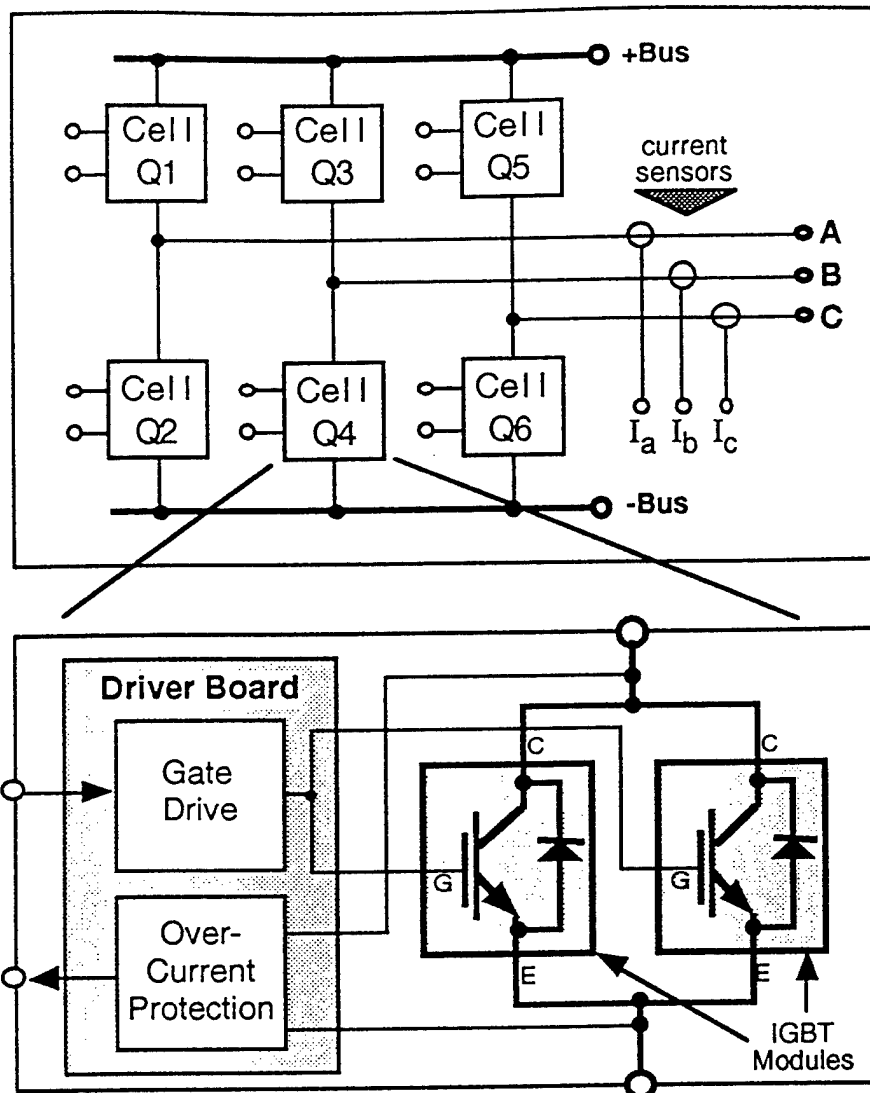 +Bus
Cell
Q1
Cell
Q3
Cell
Q5
current
sensors
A
B
C
Cell
Q2
Cell
Q4
Cell
Q6
Ia
Ib
Ic
-Bus
Driver Board
Gate
Drive
C
C
G
G
Over-
Current
Protection
E
E
IGBT
Modules